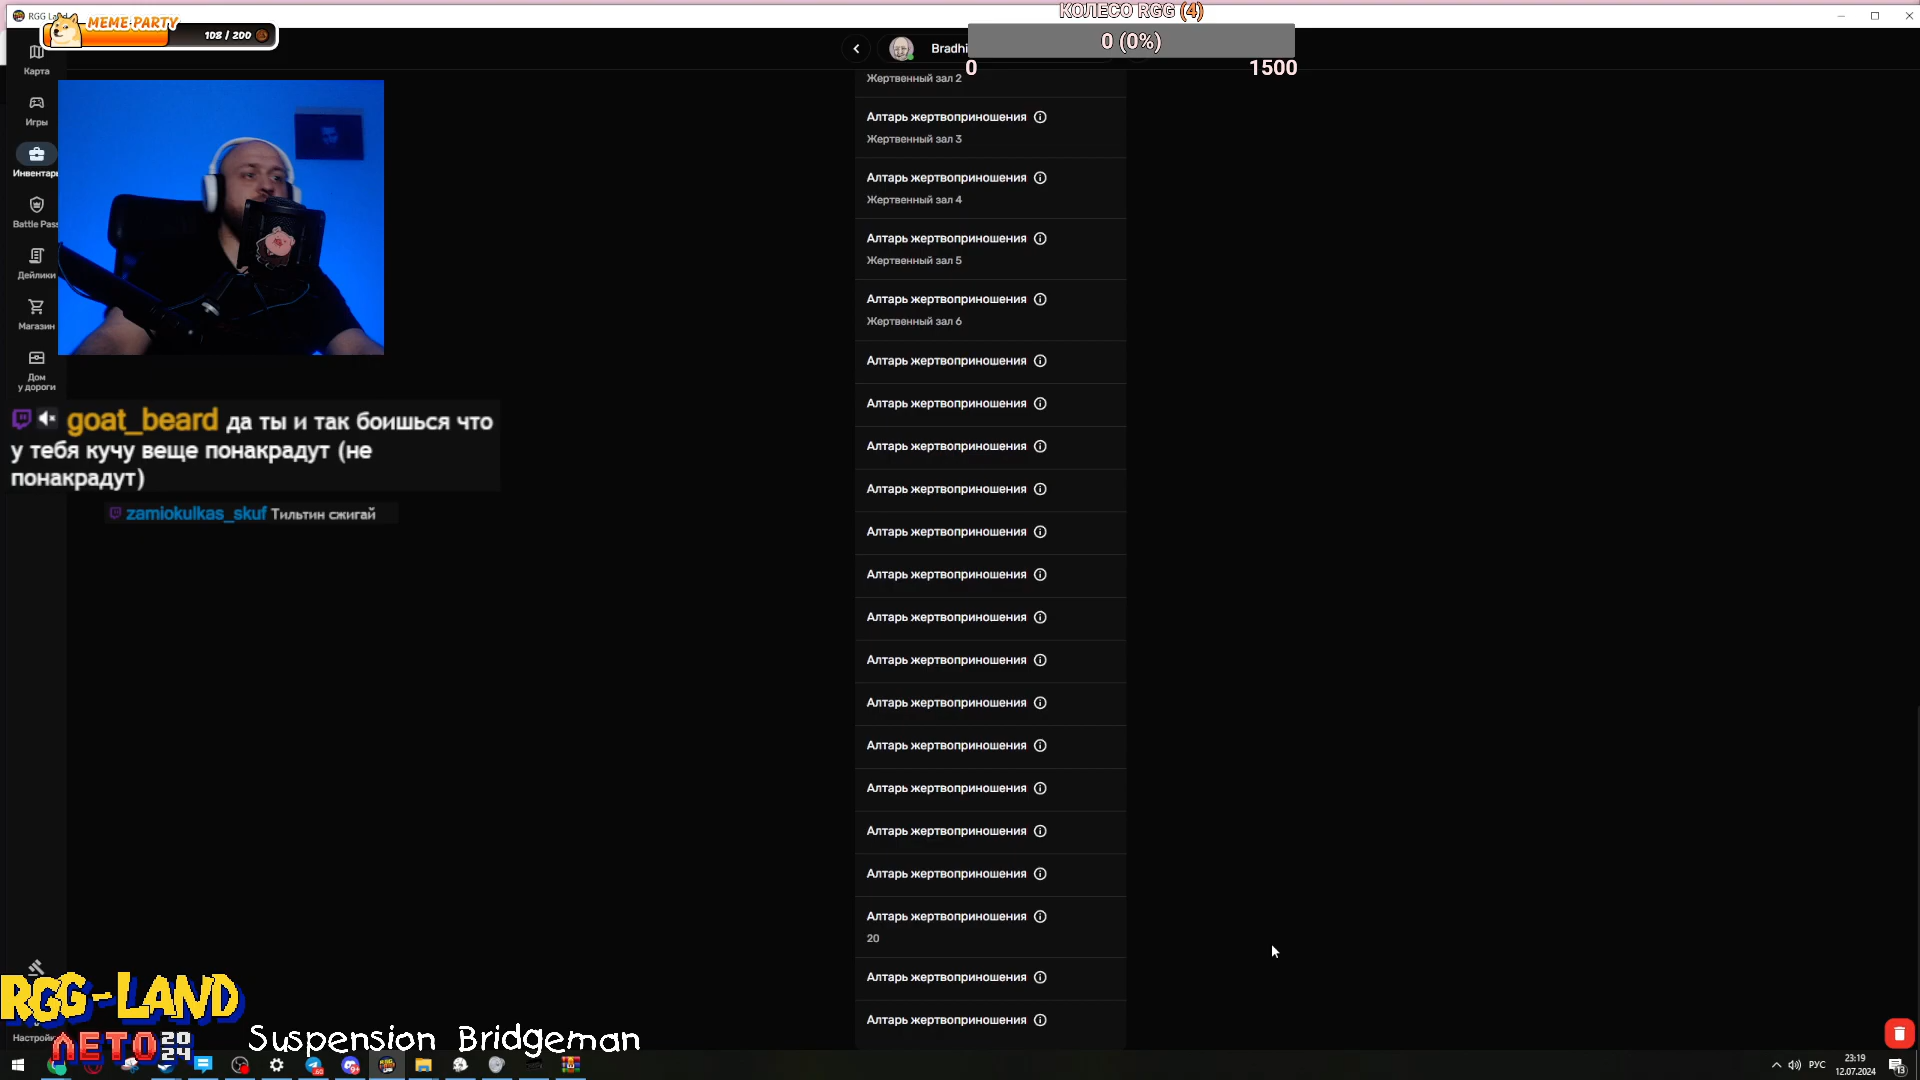 RGG Land
MEME PARTY
108 / 200
КОЛЕСО RGG (4)
0 (0%)
0
1500
Bradhi
Карта
Игры
Инвентарь
Battle Pass
Дейлики
Магазин
Дом
у дороги
goat_beard да ты и так боишься что
у тебя кучу веще понакрадут (не
понакрадут)
zamiokulkas_skuf Тильтин сжигай
Жертвенный зал 2
Алтарь жертвоприношения
Жертвенный зал 3
Алтарь жертвоприношения
Жертвенный зал 4
Алтарь жертвоприношения
Жертвенный зал 5
Алтарь жертвоприношения
Жертвенный зал 6
Алтарь жертвоприношения
Алтарь жертвоприношения
Алтарь жертвоприношения
Алтарь жертвоприношения
Алтарь жертвоприношения
Алтарь жертвоприношения
Алтарь жертвоприношения
Алтарь жертвоприношения
Алтарь жертвоприношения
Алтарь жертвоприношения
Алтарь жертвоприношения
Алтарь жертвоприношения
Алтарь жертвоприношения
Алтарь жертвоприношения
20
Алтарь жертвоприношения
Алтарь жертвоприношения
RGG-LAND
ЛЕТО 2024
Настройк
Suspension Bridgeman
РУС
23:19
12.07.2024
13